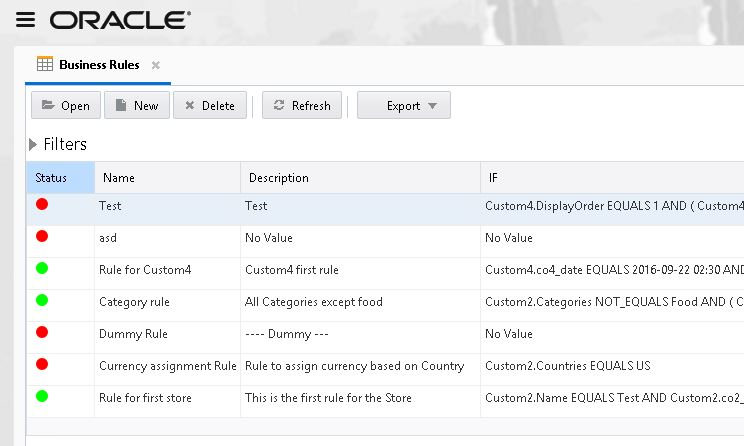 ORACLE®
Business Rules ×
Open New Delete Refresh Export
Filters
Status Name Description IF
Test Test Custom4.DisplayOrder EQUALS 1 AND ( Custom4
asd No Value No Value
Rule for Custom4 Custom4 first rule Custom4.co4_date EQUALS 2016-09-22 02:30 AND
Category rule All Categories except food Custom2.Categories NOT_EQUALS Food AND ( C
Dummy Rule ---- Dummy --- No Value
Currency assignment Rule Rule to assign currency based on Country Custom2.Countries EQUALS US
Rule for first store This is the first rule for the Store Custom2.Name EQUALS Test AND Custom2.co2_